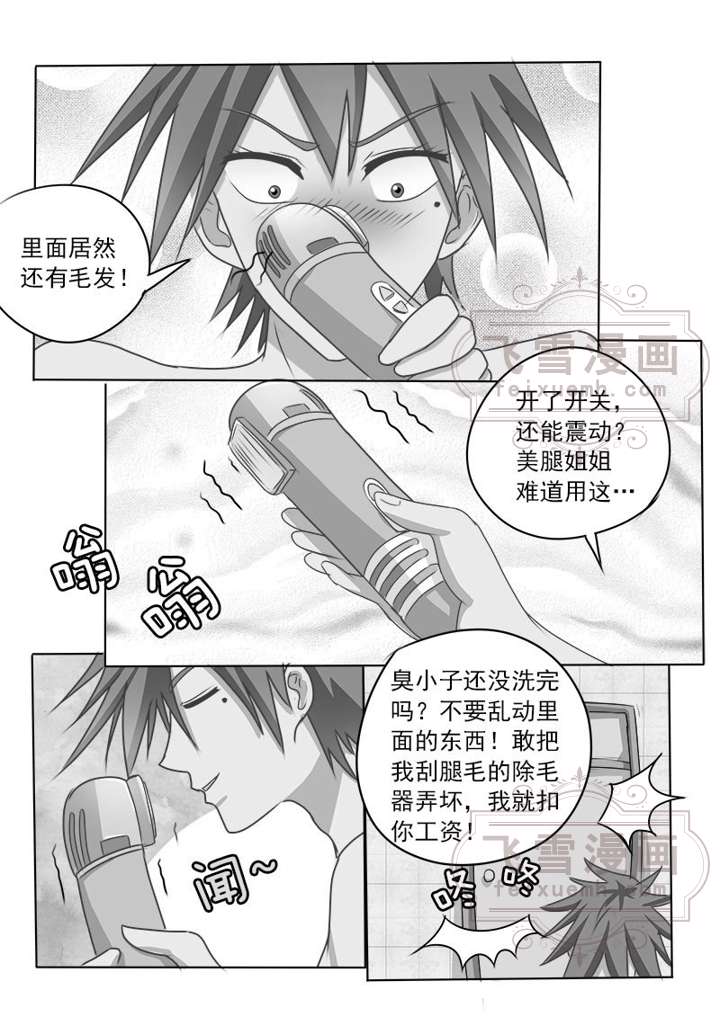 里面居然
还有毛发！
飞雪漫画
feixuemh.com
开了开关，
还能震动？
美腿姐姐
难道用这…
嗡
嗡
臭小子还没洗完
吗？不要乱动里
面的东西！敢把
我刮腿毛的除毛
器弄坏，我就扣
你工资！
闻~
飞雪漫画
feixuemh.com
咚。咚